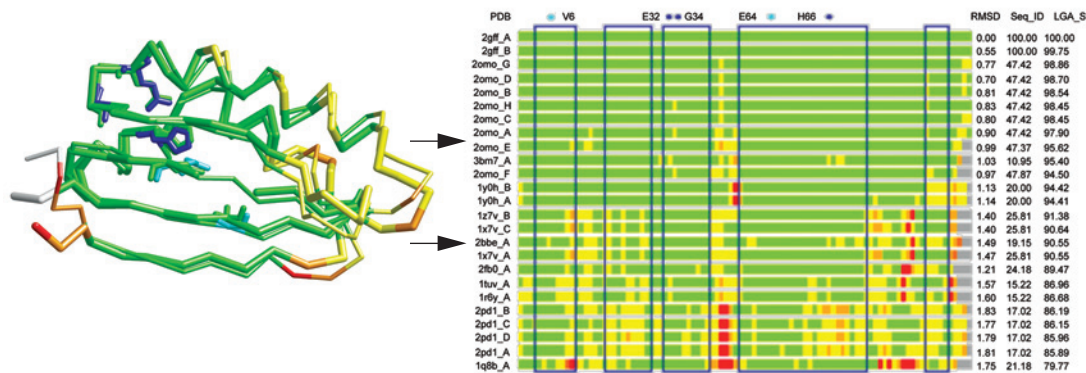 PDB V6 E32 G34 E64 H66 RMSD Seq_ID LGA_S
2gff_A 0.00 100.00 100.00
2gff_B 0.55 100.00 99.75
2omo_G 0.77 47.42 98.86
2omo_D 0.70 47.42 98.70
2omo_B 0.81 47.42 98.54
2omo_H 0.83 47.42 98.45
2omo_C 0.80 47.42 98.45
2omo_A 0.90 47.42 97.90
2omo_E 0.99 47.37 95.62
3bm7_A 1.03 10.95 95.40
2omo_F 0.97 47.87 94.50
1y0h_B 1.13 20.00 94.42
1y0h_A 1.14 20.00 94.41
1z7v_B 1.40 25.81 91.38
1x7v_C 1.40 25.81 90.64
2bbe_A 1.49 19.15 90.55
1x7v_A 1.47 25.81 90.55
2fb0_A 1.21 24.18 89.47
1tuv_A 1.57 15.22 86.96
1r6y_A 1.60 15.22 86.68
2pd1_B 1.83 17.02 86.19
2pd1_C 1.77 17.02 86.15
2pd1_D 1.79 17.02 85.96
2pd1_A 1.81 17.02 85.89
1q8b_A 1.75 21.18 79.77